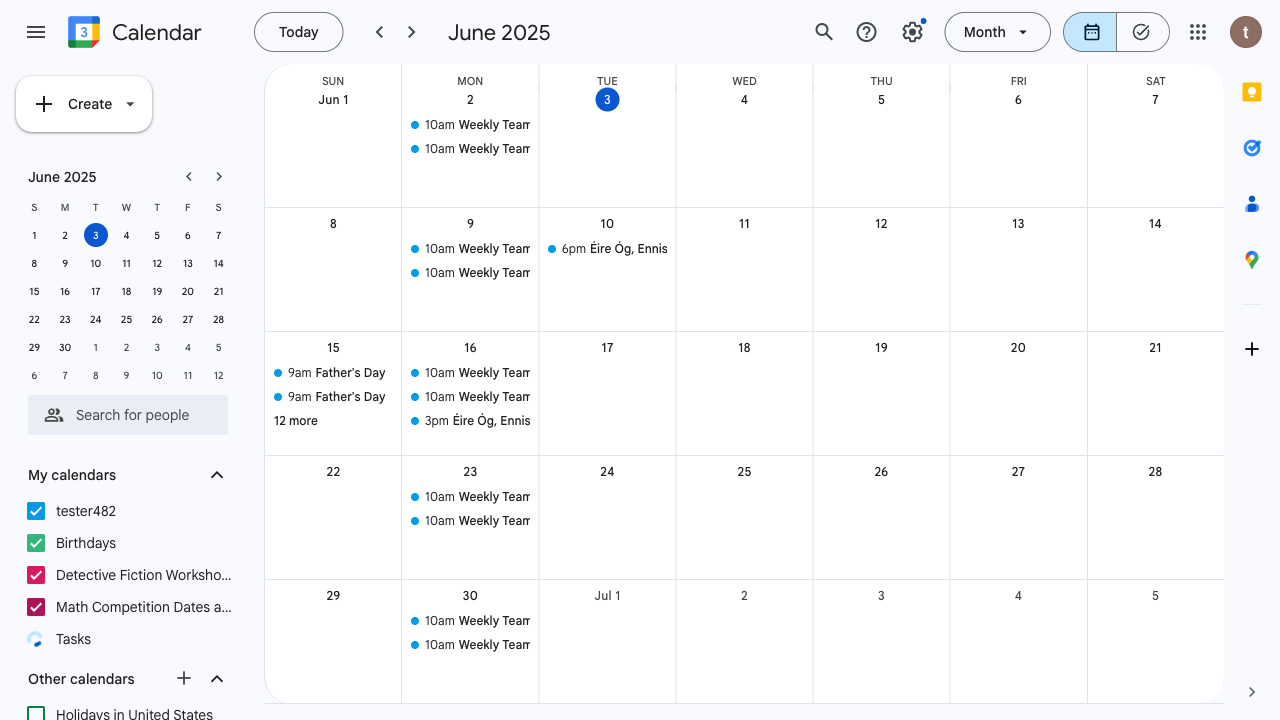 3 Calendar Today June 2025 Month t
Create
June 2025
S M T W T F S
1 2 3 4 5 6 7
8 9 10 11 12 13 14
15 16 17 18 19 20 21
22 23 24 25 26 27 28
29 30 1 2 3 4 5
6 7 8 9 10 11 12
Search for people
My calendars
tester482
Birthdays
Detective Fiction Worksho...
Math Competition Dates a...
Tasks
Other calendars
Holidays in United States
SUN MON TUE WED THU FRI SAT
Jun 1 2 3 4 5 6 7
10am Weekly Team
10am Weekly Team
8 9 10 11 12 13 14
10am Weekly Team 6pm Éire Óg, Ennis
10am Weekly Team
15 16 17 18 19 20 21
9am Father's Day 10am Weekly Team
9am Father's Day 10am Weekly Team
12 more 3pm Éire Óg, Ennis
22 23 24 25 26 27 28
10am Weekly Team
10am Weekly Team
29 30 Jul 1 2 3 4 5
10am Weekly Team
10am Weekly Team